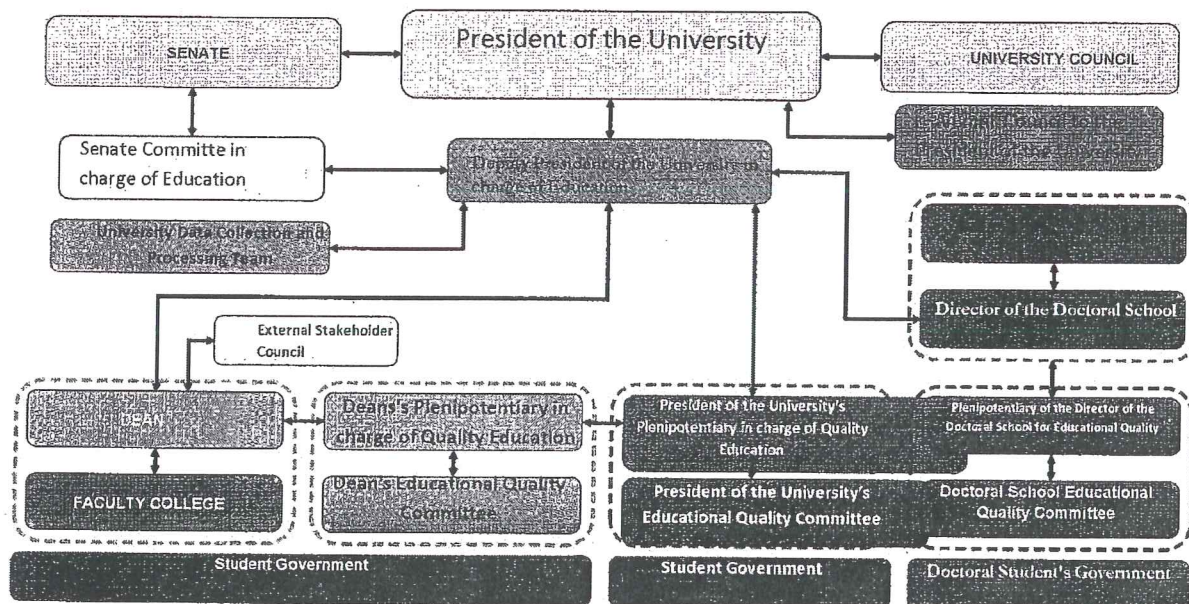 SENATE
President of the University
UNIVERSITY COUNCIL
Senate Committe in
charge of Education
Deputy President of the University in
charge of Education
University Data Collection and
Processing Team
Director of the Doctoral School
External Stakeholder
Council
DEAN
Deans's Plenipotentiary in
charge of Quality Education
President of the University's
Plenipotentiary in charge of Quality
Education
Plenipotentiary of the Director of the
Doctoral School for Educational Quality
FACULTY COLLEGE
Dean's Educational Quality
Committee
President of the University's
Educational Quality Committee
Doctoral School Educational
Quality Committee
Student Government
Student Government
Doctoral Student's Government